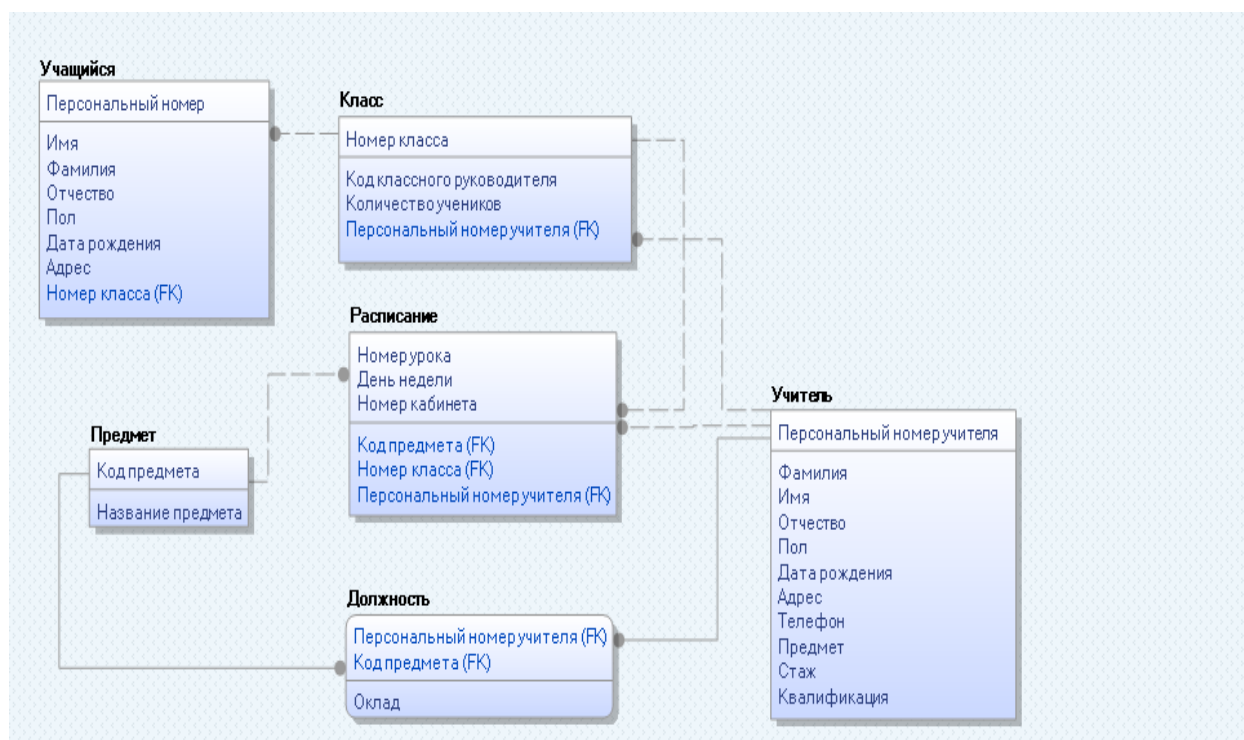 Учащийся
Персональный номер
Имя
Фамилия
Отчество
Пол
Дата рождения
Адрес
Номер класса (FK)
Класс
Номер класса
Код классного руководителя
Количество учеников
Персональный номер учителя (FK)
Расписание
Номер урока
День недели
Номер кабинета
Код предмета (FK)
Номер класса (FK)
Персональный номер учителя (FK)
Предмет
Код предмета
Название предмета
Должность
Персональный номер учителя (FK)
Код предмета (FK)
Оклад
Учитель
Персональный номер учителя
Фамилия
Имя
Отчество
Пол
Дата рождения
Адрес
Телефон
Предмет
Стаж
Квалификация